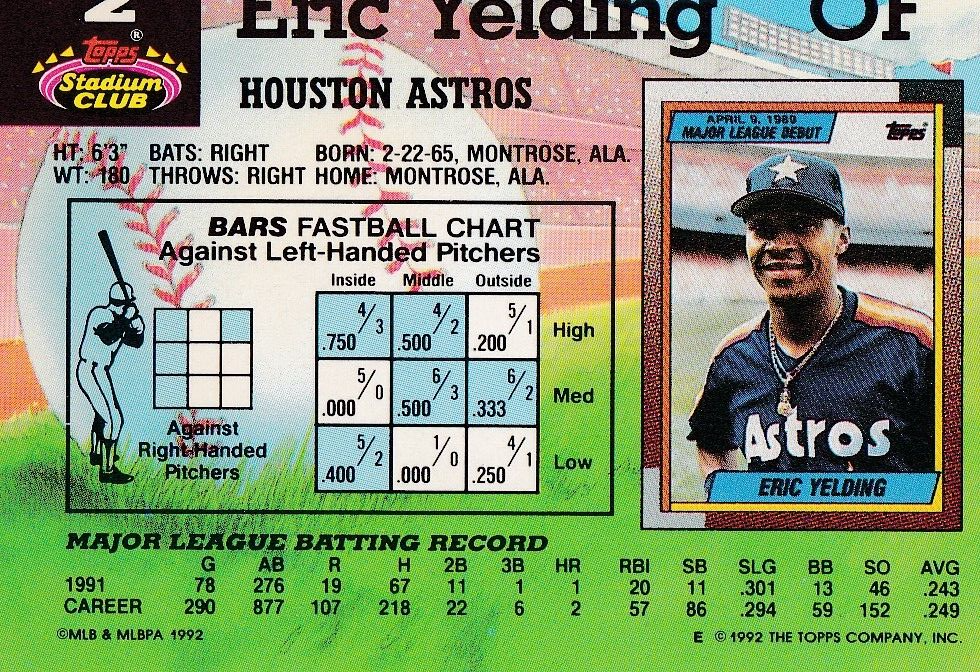 2 Eric Yelding OF
Topps®
Stadium
CLUB
HOUSTON ASTROS
HT: 6'3" BATS: RIGHT BORN: 2-22-65, MONTROSE, ALA.
WT: 180 THROWS: RIGHT HOME: MONTROSE, ALA.
BARS FASTBALL CHART
Against Left-Handed Pitchers
Inside Middle Outside
4/3 4/2 5/1
.750 .500 .200 High
5/0 6/3 6/2
.000 .500 .333 Med
5/2 1/0 4/1
.400 .000 .250 Low
Against
Right-Handed
Pitchers
APRIL 9, 1989
MAJOR LEAGUE DEBUT
Topps
Astros
ERIC YELDING
MAJOR LEAGUE BATTING RECORD
G AB R H 2B 3B HR RBI SB SLG BB SO AVG
1991 78 276 19 67 11 1 1 20 11 .301 13 46 .243
CAREER 290 877 107 218 22 6 2 57 86 .294 59 152 .249
©MLB & MLBPA 1992
E © 1992 THE TOPPS COMPANY, INC.